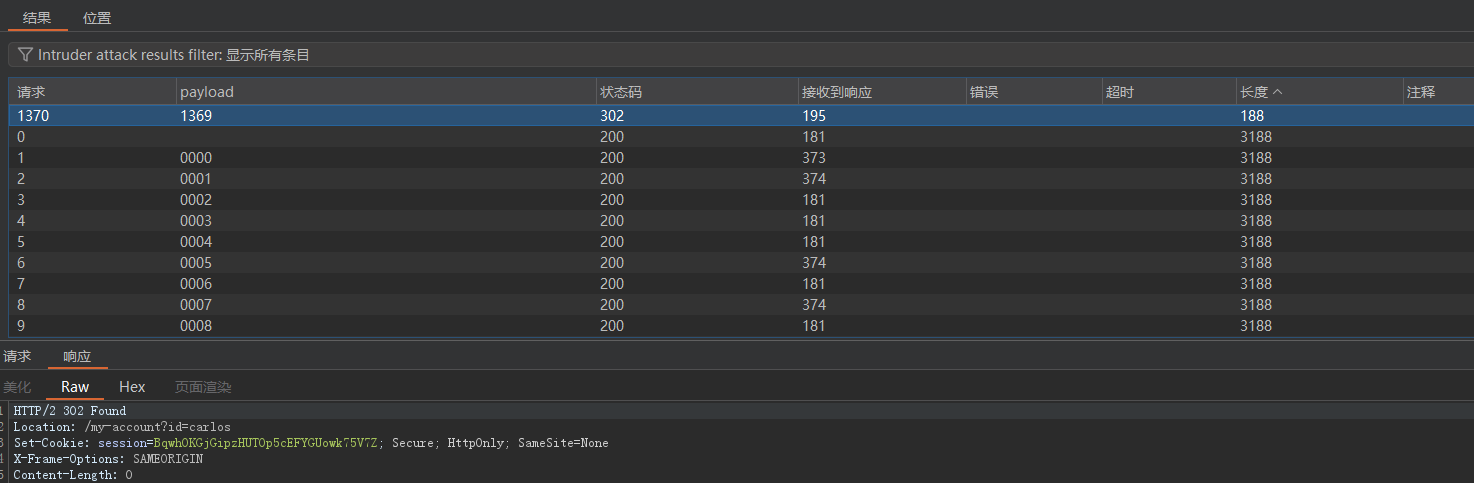 结果 位置
Intruder attack results filter: 显示所有条目
请求 payload 状态码 接收到响应 错误 超时 长度 注释
1370 1369 302 195 188
0 200 181 3188
1 0000 200 373 3188
2 0001 200 374 3188
3 0002 200 181 3188
4 0003 200 181 3188
5 0004 200 181 3188
6 0005 200 374 3188
7 0006 200 181 3188
8 0007 200 374 3188
9 0008 200 181 3188
请求 响应
美化 Raw Hex 页面渲染
1 HTTP/2 302 Found
2 Location: /my-account?id=carlos
3 Set-Cookie: session=BqwhOKGjGipzHUTOp5cEFYGUowk75V7Z; Secure; HttpOnly; SameSite=None
4 X-Frame-Options: SAMEORIGIN
5 Content-Length: 0